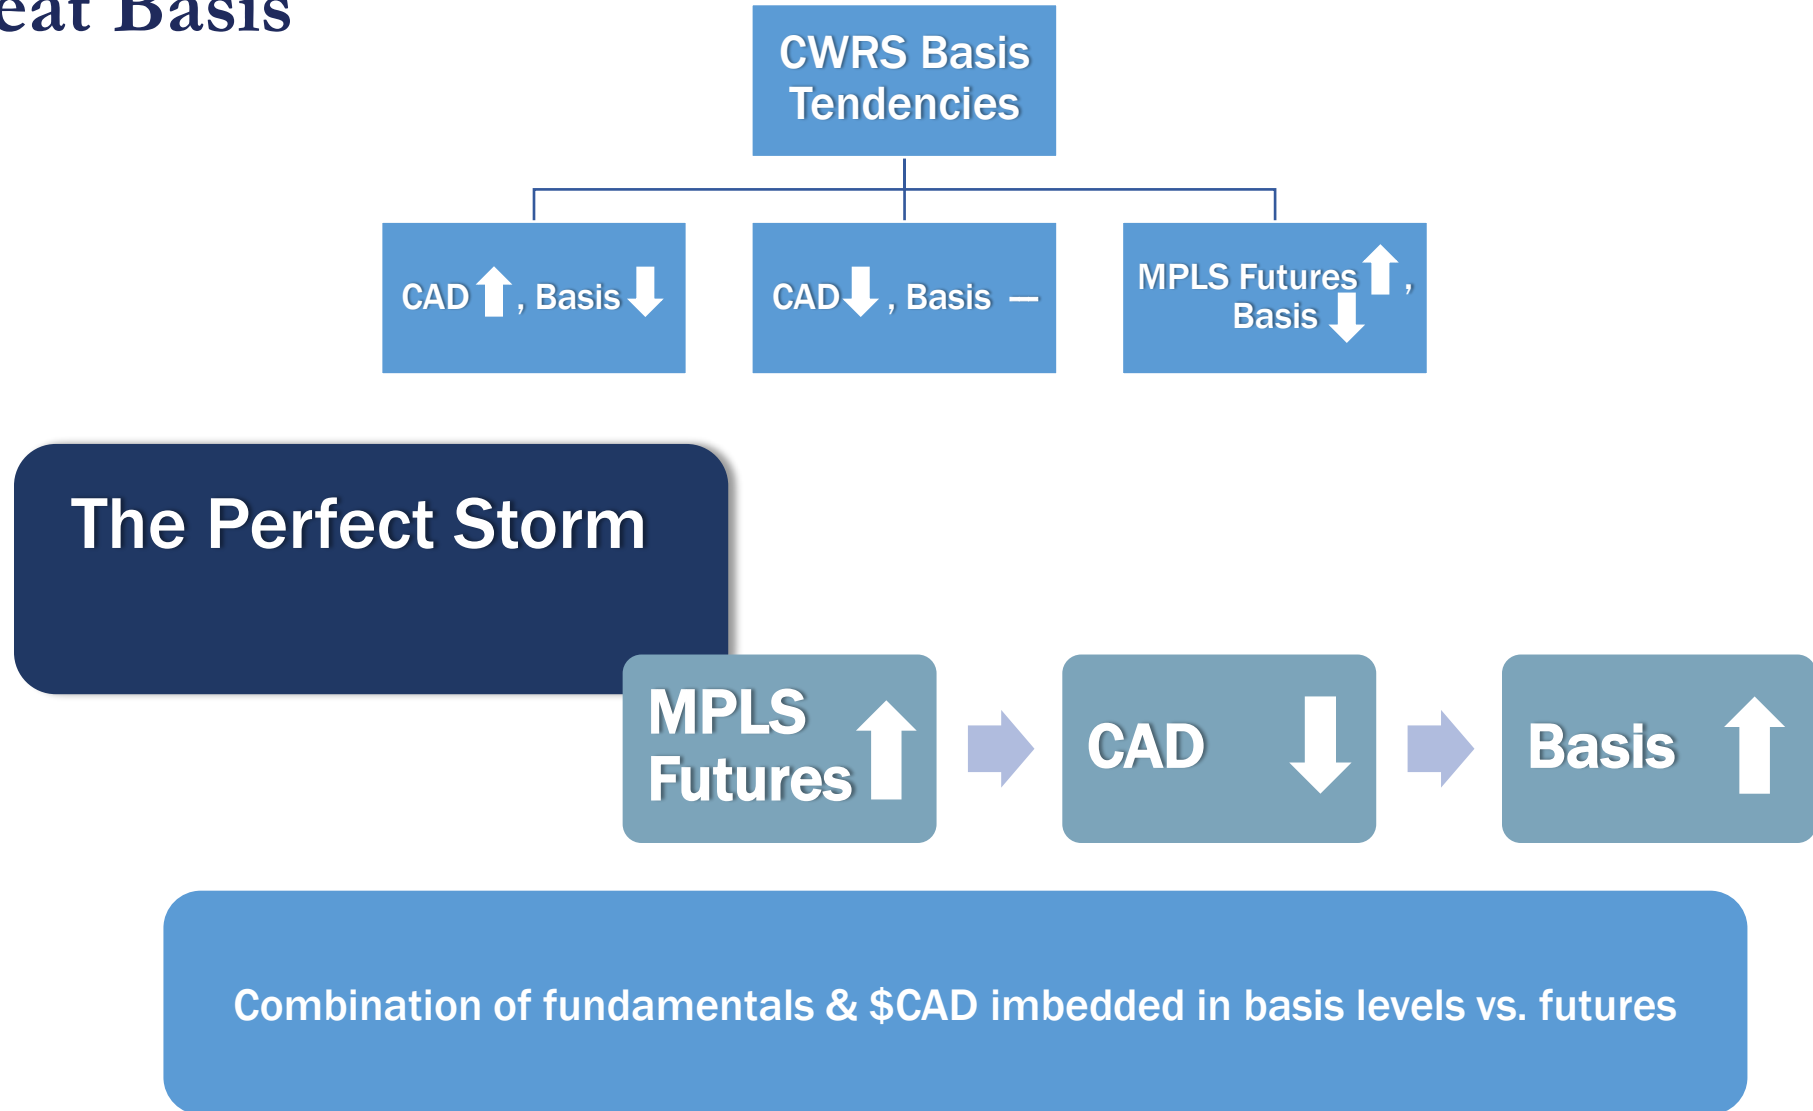 Basis
CWRS Basis
Tendencies
CAD ⬆, Basis ⬇
CAD⬇, Basis —
MPLS Futures⬆,
Basis ⬇
The Perfect Storm
MPLS
Futures ⬆
CAD ⬇
Basis ⬆
Combination of fundamentals & $CAD imbedded in basis levels vs. futures